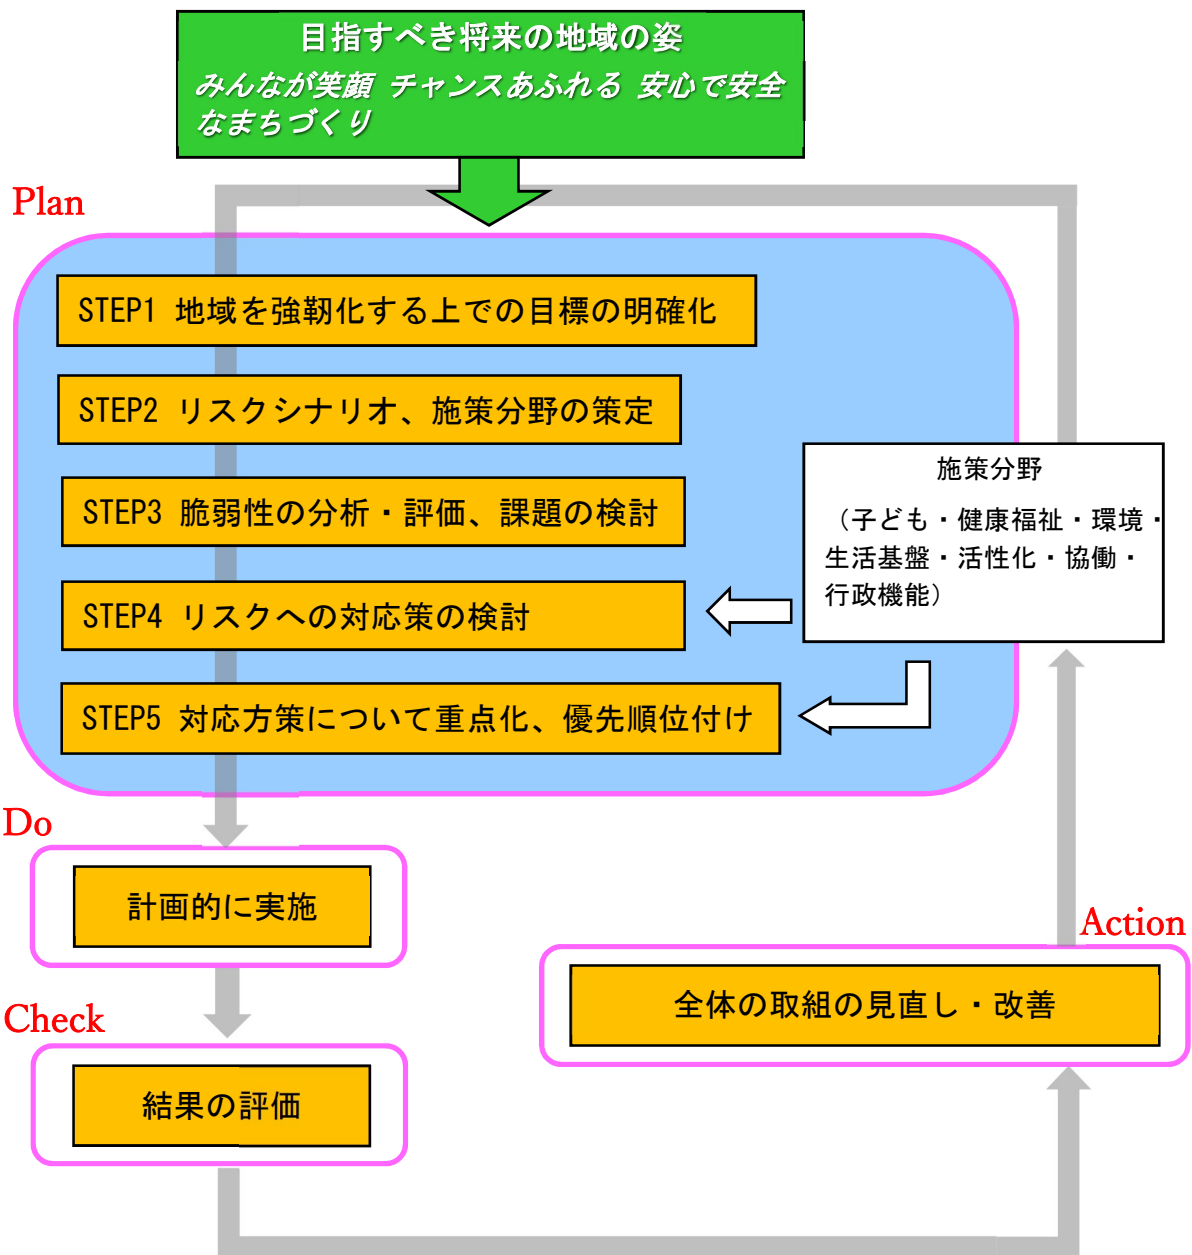 目指すべき将来の地域の姿
みんなが笑顔 チャンスあふれる 安心で安全
なまちづくり
Plan
STEP1 地域を強靭化する上での目標の明確化
STEP2 リスクシナリオ、施策分野の策定
STEP3 脆弱性の分析・評価、課題の検討
STEP4 リスクへの対応策の検討
STEP5 対応方策について重点化、優先順位付け
施策分野
（子ども・健康福祉・環境・
生活基盤・活性化・協働・
行政機能）
Do
計画的に実施
Check
結果の評価
Action
全体の取組の見直し・改善